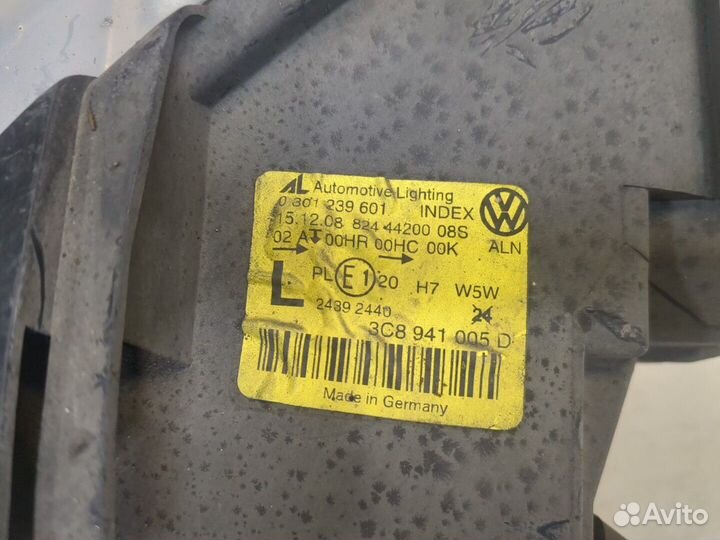 AL Automotive Lighting
0 301 239 601 INDEX
15.12.08 824 44200 08S
02 A 00HR 00HC 00K ALN
PL E1 20 H7 W5W
L
2439 2440 24
3C8 941 005 D
Made in Germany
Avito